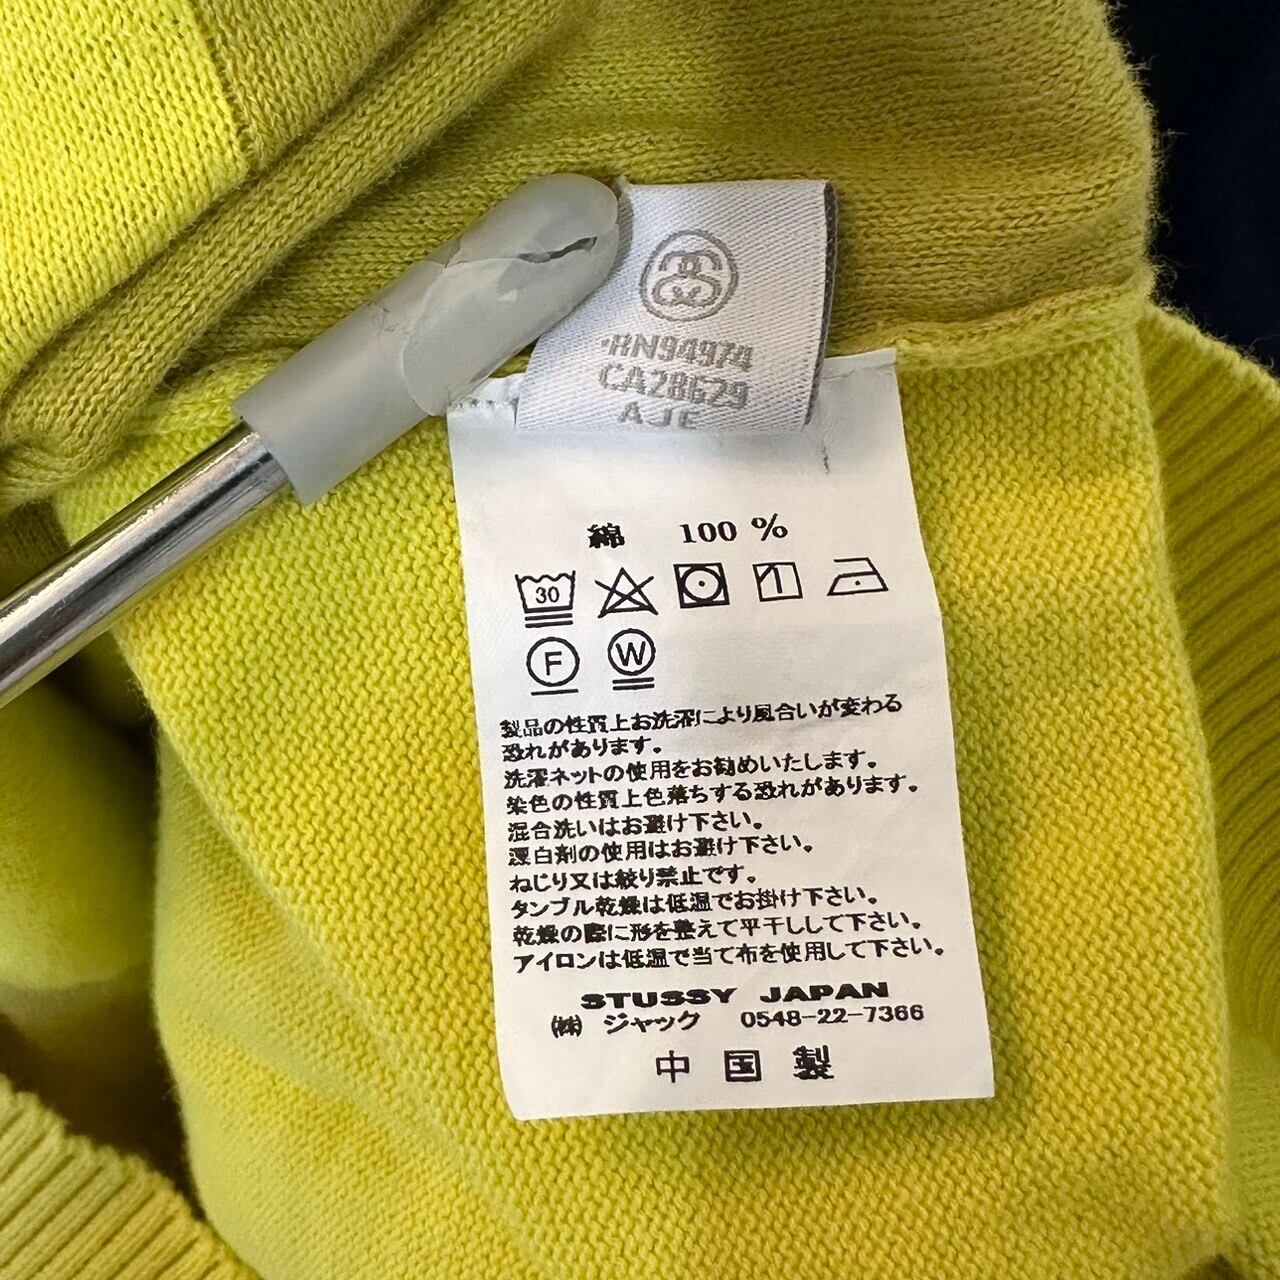 RN94974
CA28629
AJE
綿 100 %
30
F W
製品の性質上お洗濯により風合いが変わる
恐れがあります。
洗濯ネットの使用をお勧めいたします。
染色の性質上色落ちする恐れがあります。
混合洗いはお避け下さい。
漂白剤の使用はお避け下さい。
ねじり又は絞り禁止です。
タンブル乾燥は低温でお掛け下さい。
乾燥の際に形を整えて平干しして下さい。
アイロンは低温で当て布を使用して下さい。
STUSSY JAPAN
㈱ ジャック 0548-22-7366
中国製